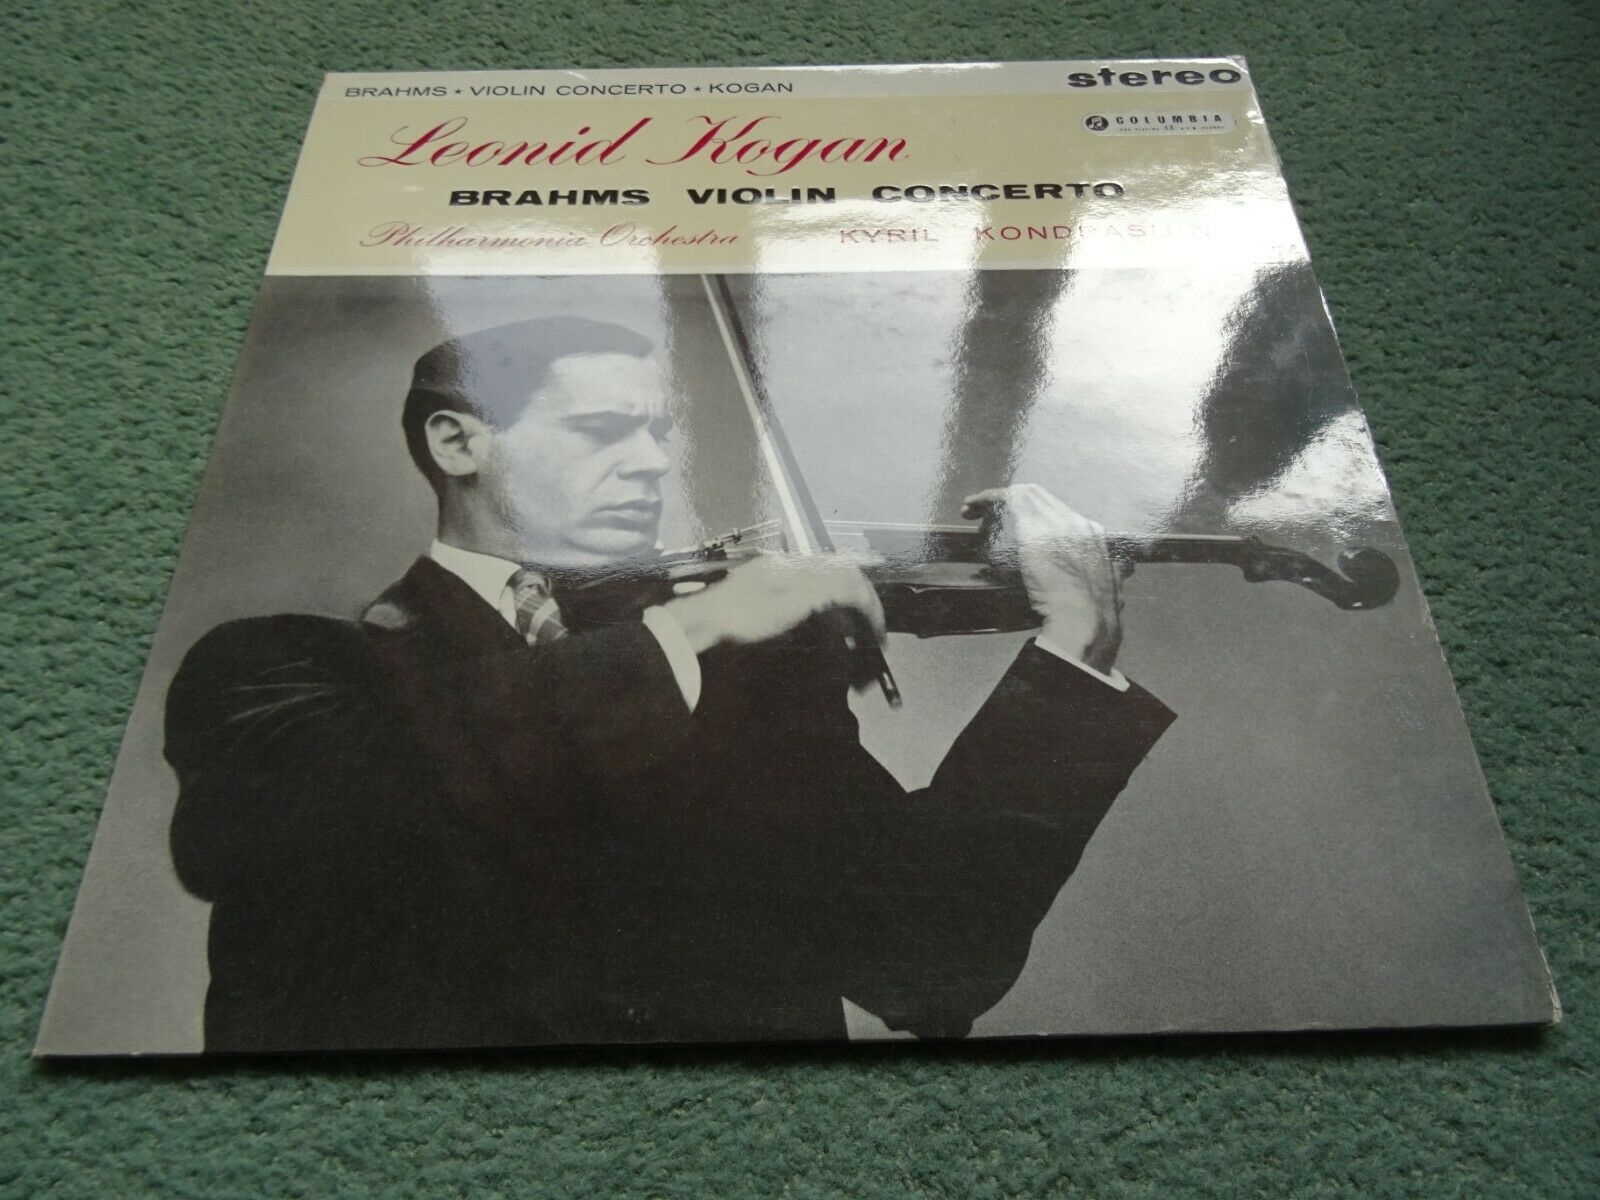 BRAHMS ★ VIOLIN CONCERTO ★ KOGAN
stereo
COLUMBIA
Leonid Kogan
BRAHMS VIOLIN CONCERTO
Philharmonia Orchestra KYRIL KONDRASHIN